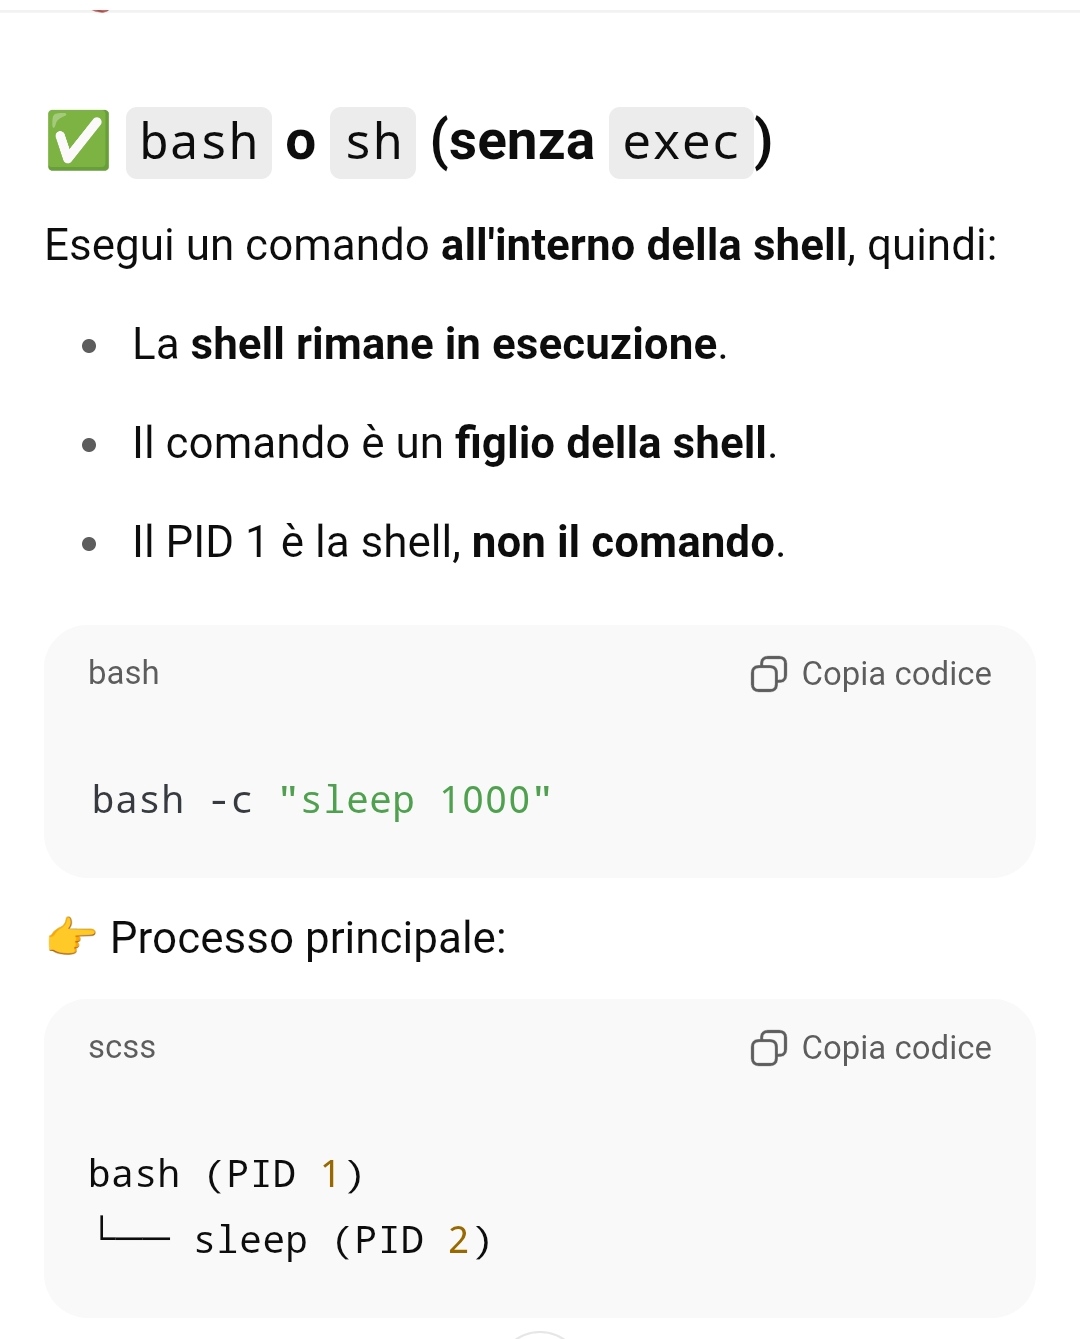 ✅ bash o sh (senza exec)
Esegui un comando all'interno della shell, quindi:
• La shell rimane in esecuzione.
• Il comando è un figlio della shell.
• Il PID 1 è la shell, non il comando.
bash Copia codice
bash -c "sleep 1000"
👉 Processo principale:
scss Copia codice
bash (PID 1)
└── sleep (PID 2)